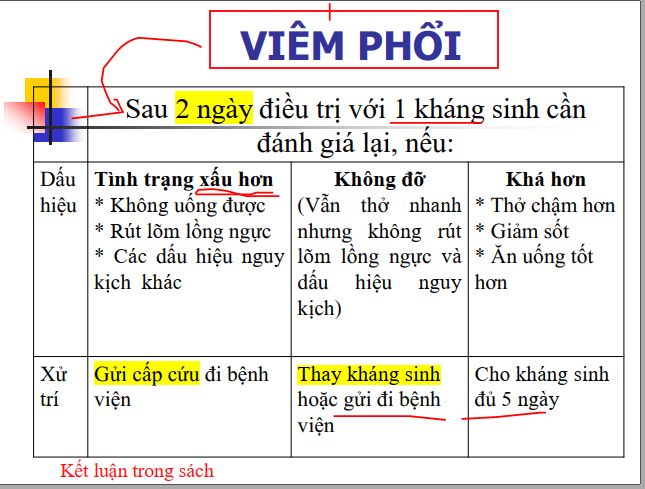 VIÊM PHỔI
Sau 2 ngày điều trị với 1 kháng sinh cần
đánh giá lại, nếu:
Dấu
hiệu
Tình trạng xấu hơn
* Không uống được
* Rút lõm lồng ngực
* Các dấu hiệu nguy
kịch khác
Không đỡ
(Vẫn thở nhanh
nhưng không rút
lõm lồng ngực và
dấu hiệu nguy
kịch)
Khá hơn
* Thở chậm hơn
* Giảm sốt
* Ăn uống tốt
hơn
Xử
trí
Gửi cấp cứu đi bệnh
viện
Thay kháng sinh
hoặc gửi đi bệnh
viện
Cho kháng sinh
đủ 5 ngày
Kết luận trong sách